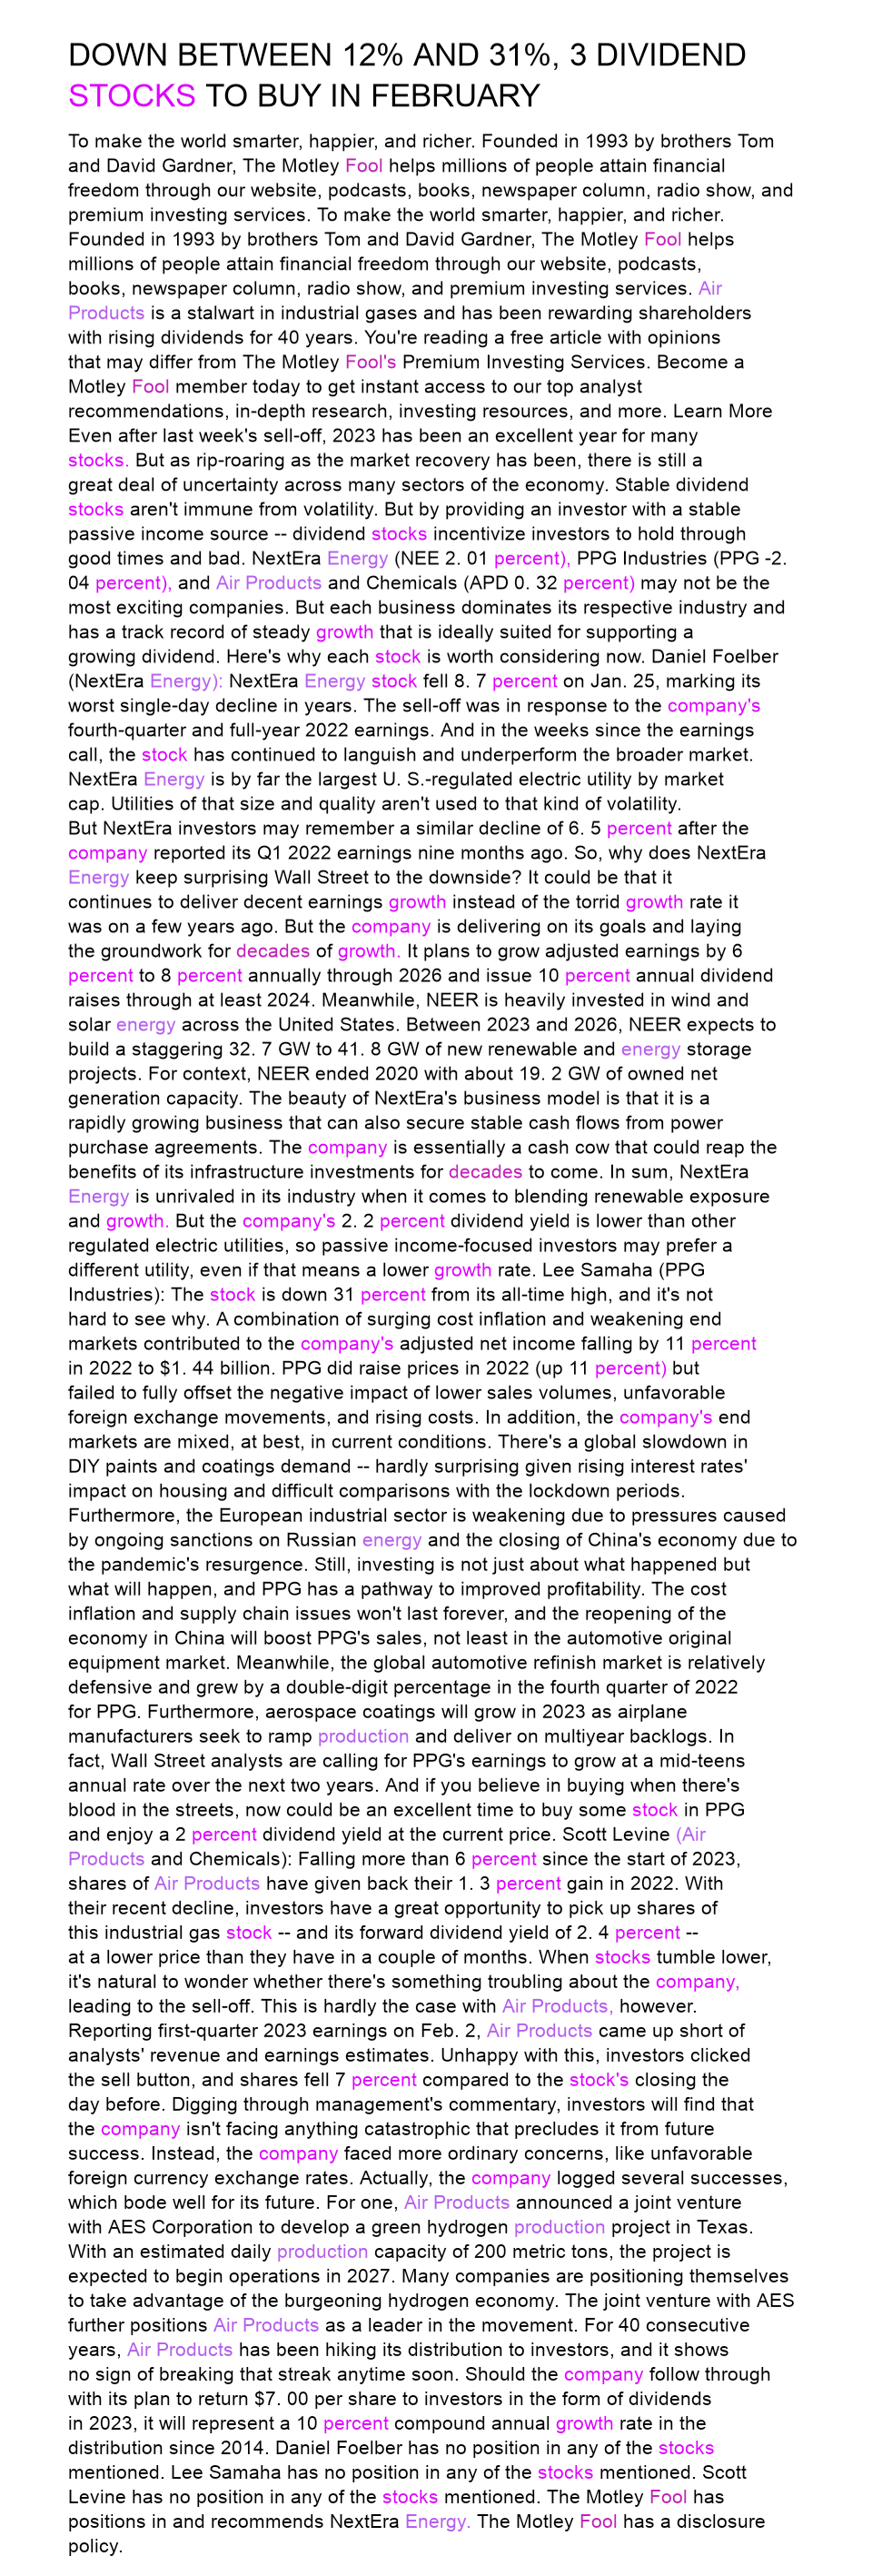 DOWN BETWEEN 12% AND 31%, 3 DIVIDEND
STOCKS TO BUY IN FEBRUARY
To make the world smarter, happier, and richer. Founded in 1993 by brothers Tom
and David Gardner, The Motley Fool helps millions of people attain financial
freedom through our website, podcasts, books, newspaper column, radio show, and
premium investing services. To make the world smarter, happier, and richer.
Founded in 1993 by brothers Tom and David Gardner, The Motley Fool helps
millions of people attain financial freedom through our website, podcasts,
books, newspaper column, radio show, and premium investing services. Air
Products is a stalwart in industrial gases and has been rewarding shareholders
with rising dividends for 40 years. You're reading a free article with opinions
that may differ from The Motley Fool's Premium Investing Services. Become a
Motley Fool member today to get instant access to our top analyst
recommendations, in-depth research, investing resources, and more. Learn More
Even after last week's sell-off, 2023 has been an excellent year for many
stocks. But as rip-roaring as the market recovery has been, there is still a
great deal of uncertainty across many sectors of the economy. Stable dividend
stocks aren't immune from volatility. But by providing an investor with a stable
passive income source -- dividend stocks incentivize investors to hold through
good times and bad. NextEra Energy (NEE 2. 01 percent), PPG Industries (PPG -2.
04 percent), and Air Products and Chemicals (APD 0. 32 percent) may not be the
most exciting companies. But each business dominates its respective industry and
has a track record of steady growth that is ideally suited for supporting a
growing dividend. Here's why each stock is worth considering now. Daniel Foelber
(NextEra Energy): NextEra Energy stock fell 8. 7 percent on Jan. 25, marking its
worst single-day decline in years. The sell-off was in response to the company's
fourth-quarter and full-year 2022 earnings. And in the weeks since the earnings
call, the stock has continued to languish and underperform the broader market.
NextEra Energy is by far the largest U. S.-regulated electric utility by market
cap. Utilities of that size and quality aren't used to that kind of volatility.
But NextEra investors may remember a similar decline of 6. 5 percent after the
company reported its Q1 2022 earnings nine months ago. So, why does NextEra
Energy keep surprising Wall Street to the downside? It could be that it
continues to deliver decent earnings growth instead of the torrid growth rate it
was on a few years ago. But the company is delivering on its goals and laying
the groundwork for decades of growth. It plans to grow adjusted earnings by 6
percent to 8 percent annually through 2026 and issue 10 percent annual dividend
raises through at least 2024. Meanwhile, NEER is heavily invested in wind and
solar energy across the United States. Between 2023 and 2026, NEER expects to
build a staggering 32. 7 GW to 41. 8 GW of new renewable and energy storage
projects. For context, NEER ended 2020 with about 19. 2 GW of owned net
generation capacity. The beauty of NextEra's business model is that it is a
rapidly growing business that can also secure stable cash flows from power
purchase agreements. The company is essentially a cash cow that could reap the
benefits of its infrastructure investments for decades to come. In sum, NextEra
Energy is unrivaled in its industry when it comes to blending renewable exposure
and growth. But the company's 2. 2 percent dividend yield is lower than other
regulated electric utilities, so passive income-focused investors may prefer a
different utility, even if that means a lower growth rate. Lee Samaha (PPG
Industries): The stock is down 31 percent from its all-time high, and it's not
hard to see why. A combination of surging cost inflation and weakening end
markets contributed to the company's adjusted net income falling by 11 percent
in 2022 to $1. 44 billion. PPG did raise prices in 2022 (up 11 percent) but
failed to fully offset the negative impact of lower sales volumes, unfavorable
foreign exchange movements, and rising costs. In addition, the company's end
markets are mixed, at best, in current conditions. There's a global slowdown in
DIY paints and coatings demand -- hardly surprising given rising interest rates'
impact on housing and difficult comparisons with the lockdown periods.
Furthermore, the European industrial sector is weakening due to pressures caused
by ongoing sanctions on Russian energy and the closing of China's economy due to
the pandemic's resurgence. Still, investing is not just about what happened but
what will happen, and PPG has a pathway to improved profitability. The cost
inflation and supply chain issues won't last forever, and the reopening of the
economy in China will boost PPG's sales, not least in the automotive original
equipment market. Meanwhile, the global automotive refinish market is relatively
defensive and grew by a double-digit percentage in the fourth quarter of 2022
for PPG. Furthermore, aerospace coatings will grow in 2023 as airplane
manufacturers seek to ramp production and deliver on multiyear backlogs. In
fact, Wall Street analysts are calling for PPG's earnings to grow at a mid-teens
annual rate over the next two years. And if you believe in buying when there's
blood in the streets, now could be an excellent time to buy some stock in PPG
and enjoy a 2 percent dividend yield at the current price. Scott Levine (Air
Products and Chemicals): Falling more than 6 percent since the start of 2023,
shares of Air Products have given back their 1. 3 percent gain in 2022. With
their recent decline, investors have a great opportunity to pick up shares of
this industrial gas stock -- and its forward dividend yield of 2. 4 percent --
at a lower price than they have in a couple of months. When stocks tumble lower,
it's natural to wonder whether there's something troubling about the company,
leading to the sell-off. This is hardly the case with Air Products, however.
Reporting first-quarter 2023 earnings on Feb. 2, Air Products came up short of
analysts' revenue and earnings estimates. Unhappy with this, investors clicked
the sell button, and shares fell 7 percent compared to the stock's closing the
day before. Digging through management's commentary, investors will find that
the company isn't facing anything catastrophic that precludes it from future
success. Instead, the company faced more ordinary concerns, like unfavorable
foreign currency exchange rates. Actually, the company logged several successes,
which bode well for its future. For one, Air Products announced a joint venture
with AES Corporation to develop a green hydrogen production project in Texas.
With an estimated daily production capacity of 200 metric tons, the project is
expected to begin operations in 2027. Many companies are positioning themselves
to take advantage of the burgeoning hydrogen economy. The joint venture with AES
further positions Air Products as a leader in the movement. For 40 consecutive
years, Air Products has been hiking its distribution to investors, and it shows
no sign of breaking that streak anytime soon. Should the company follow through
with its plan to return $7. 00 per share to investors in the form of dividends
in 2023, it will represent a 10 percent compound annual growth rate in the
distribution since 2014. Daniel Foelber has no position in any of the stocks
mentioned. Lee Samaha has no position in any of the stocks mentioned. Scott
Levine has no position in any of the stocks mentioned. The Motley Fool has
positions in and recommends NextEra Energy. The Motley Fool has a disclosure
policy.